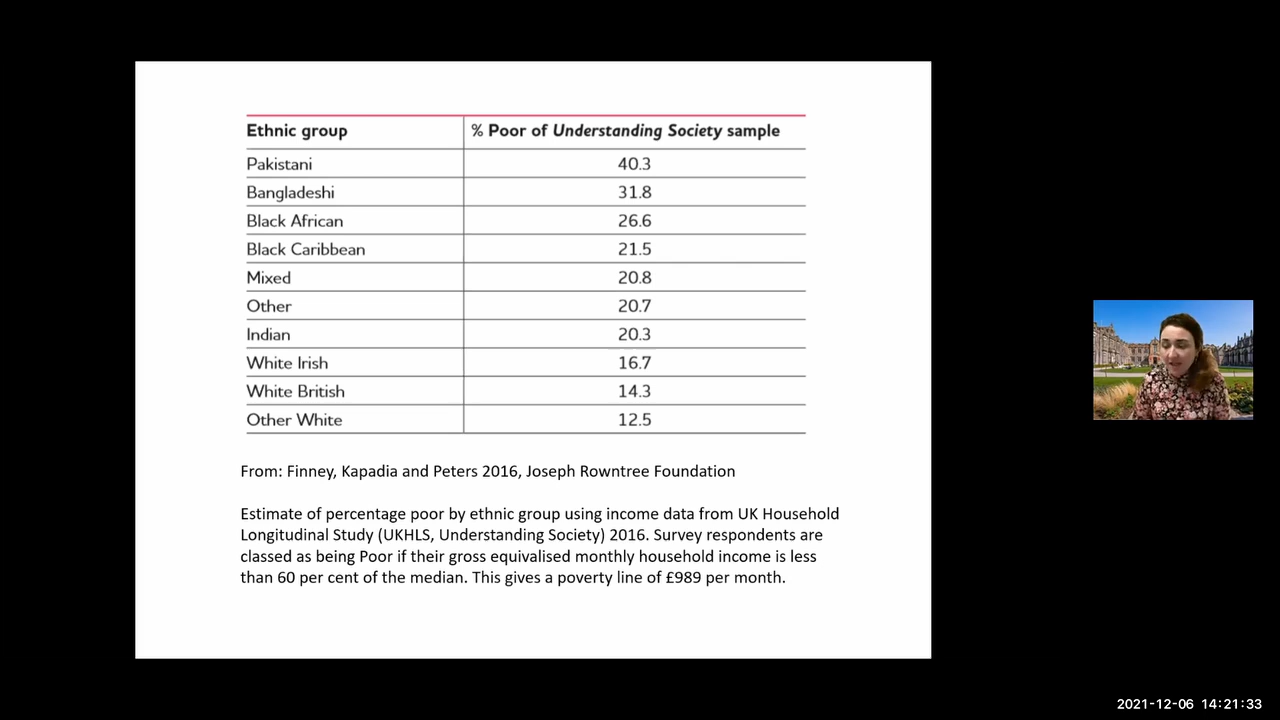 Ethnic group % Poor of Understanding Society sample
Pakistani 40.3
Bangladeshi 31.8
Black African 26.6
Black Caribbean 21.5
Mixed 20.8
Other 20.7
Indian 20.3
White Irish 16.7
White British 14.3
Other White 12.5
From: Finney, Kapadia and Peters 2016, Joseph Rowntree Foundation
Estimate of percentage poor by ethnic group using income data from UK Household
Longitudinal Study (UKHLS, Understanding Society) 2016. Survey respondents are
classed as being Poor if their gross equivalised monthly household income is less
than 60 per cent of the median. This gives a poverty line of £989 per month.
2021-12-06 14:21:33